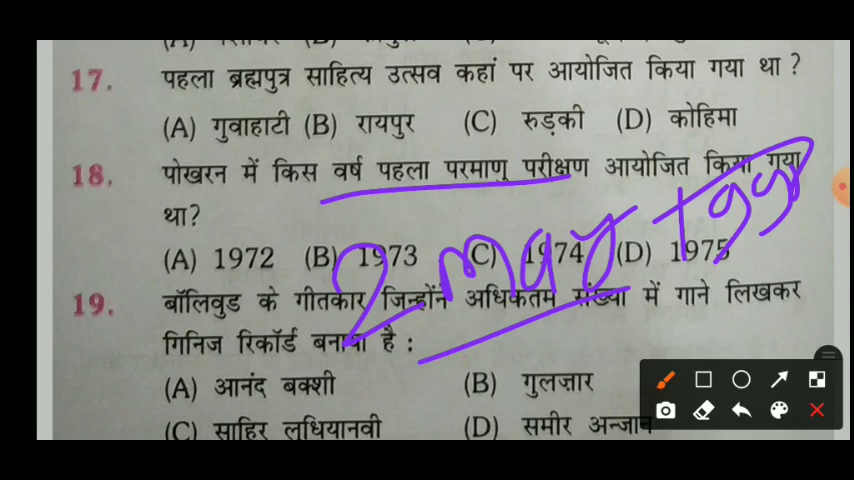 17. पहला ब्रह्मपुत्र साहित्य उत्सव कहां पर आयोजित किया गया था ?
(A) गुवाहाटी (B) रायपुर (C) रुड़की (D) कोहिमा
18. पोखरन में किस वर्ष पहला परमाणु परीक्षण आयोजित किया गया
था?
(A) 1972 (B) 1973 (C) 1974 (D) 1975
2 may 1998
19. बॉलिवुड के गीतकार जिन्होंने अधिकतम संख्या में गाने लिखकर
गिनिज रिकॉर्ड बनाया है :
(A) आनंद बक्शी (B) गुलज़ार
(C) साहिर लुधियानवी (D) समीर अन्जान